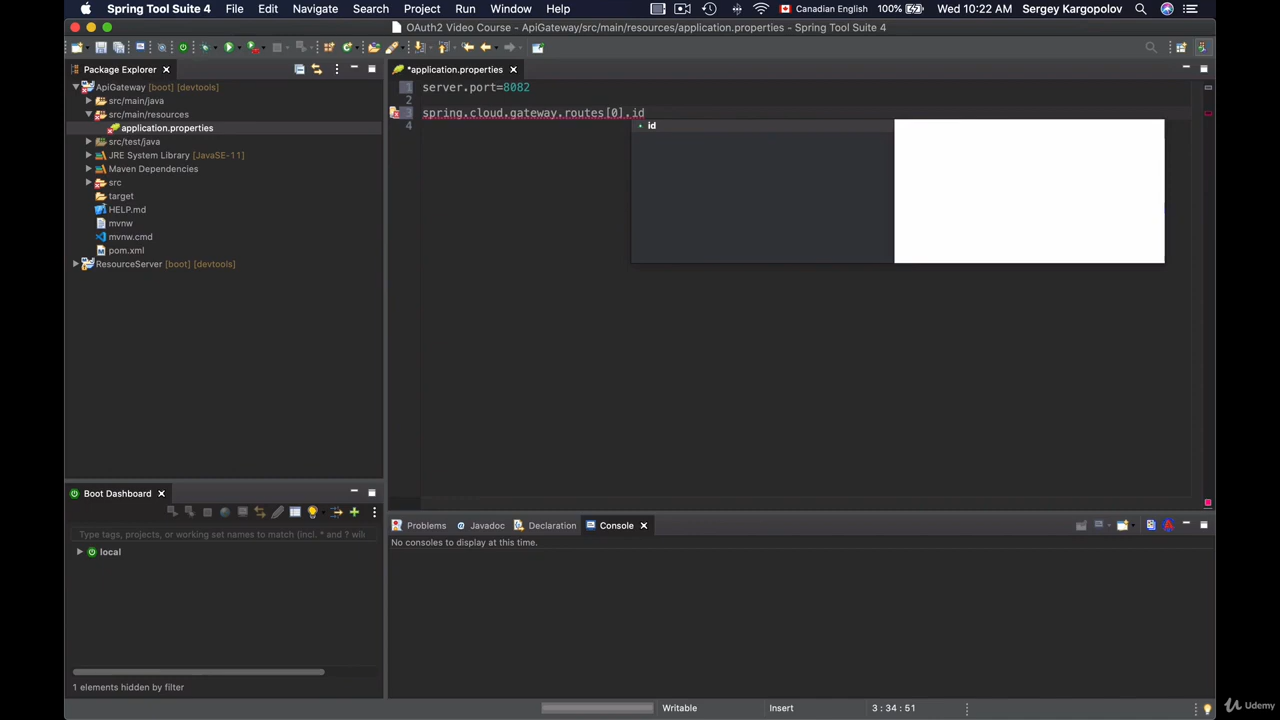 Spring Tool Suite 4 File Edit Navigate Search Project Run Window Help Canadian English 100% Wed 10:22 AM Sergey Kargopolov
OAuth2 Video Course - ApiGateway/src/main/resources/application.properties - Spring Tool Suite 4
Package Explorer
ApiGateway [boot] [devtools]
src/main/java
src/main/resources
application.properties
src/test/java
JRE System Library [JavaSE-11]
Maven Dependencies
src
target
HELP.md
mvnw
mvnw.cmd
pom.xml
ResourceServer [boot] [devtools]
*application.properties
1 server.port=8082
2
3 spring.cloud.gateway.routes[0].id
4
id
Boot Dashboard
Type tags, projects, or working set names to match (incl. * and ? wil
local
1 elements hidden by filter
Problems Javadoc Declaration Console
No consoles to display at this time.
Writable Insert 3 : 34 : 51
Udemy